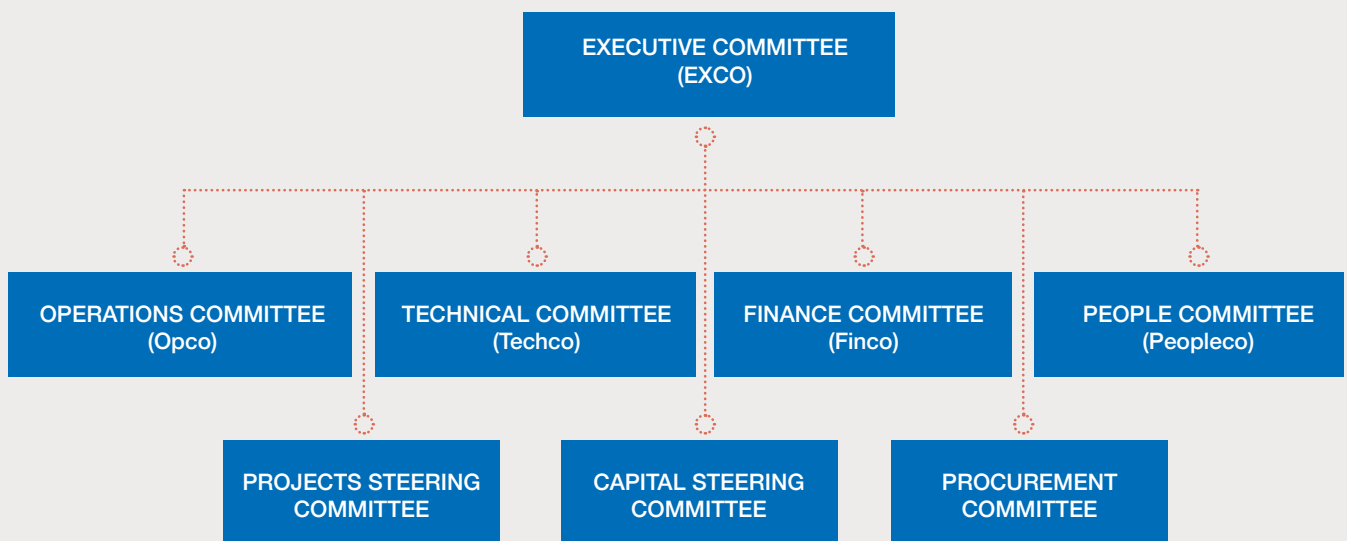 EXECUTIVE COMMITTEE
(EXCO)
OPERATIONS COMMITTEE
(Opco)
TECHNICAL COMMITTEE
(Techco)
FINANCE COMMITTEE
(Finco)
PEOPLE COMMITTEE
(Peopleco)
PROJECTS STEERING
COMMITTEE
CAPITAL STEERING
COMMITTEE
PROCUREMENT
COMMITTEE